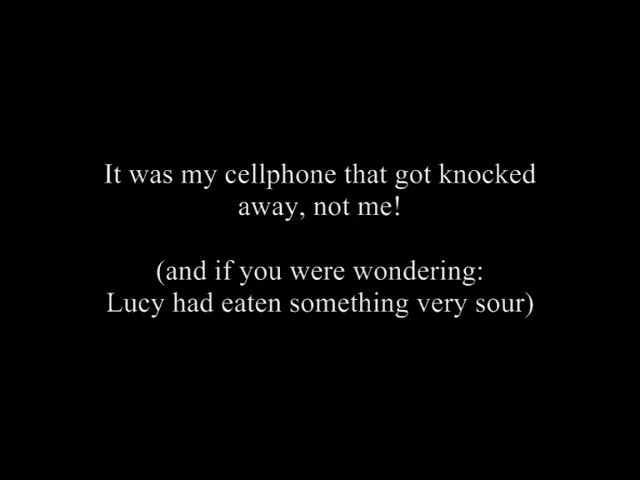 It was my cellphone that got knocked
away, not me!
(and if you were wondering:
Lucy had eaten something very sour)